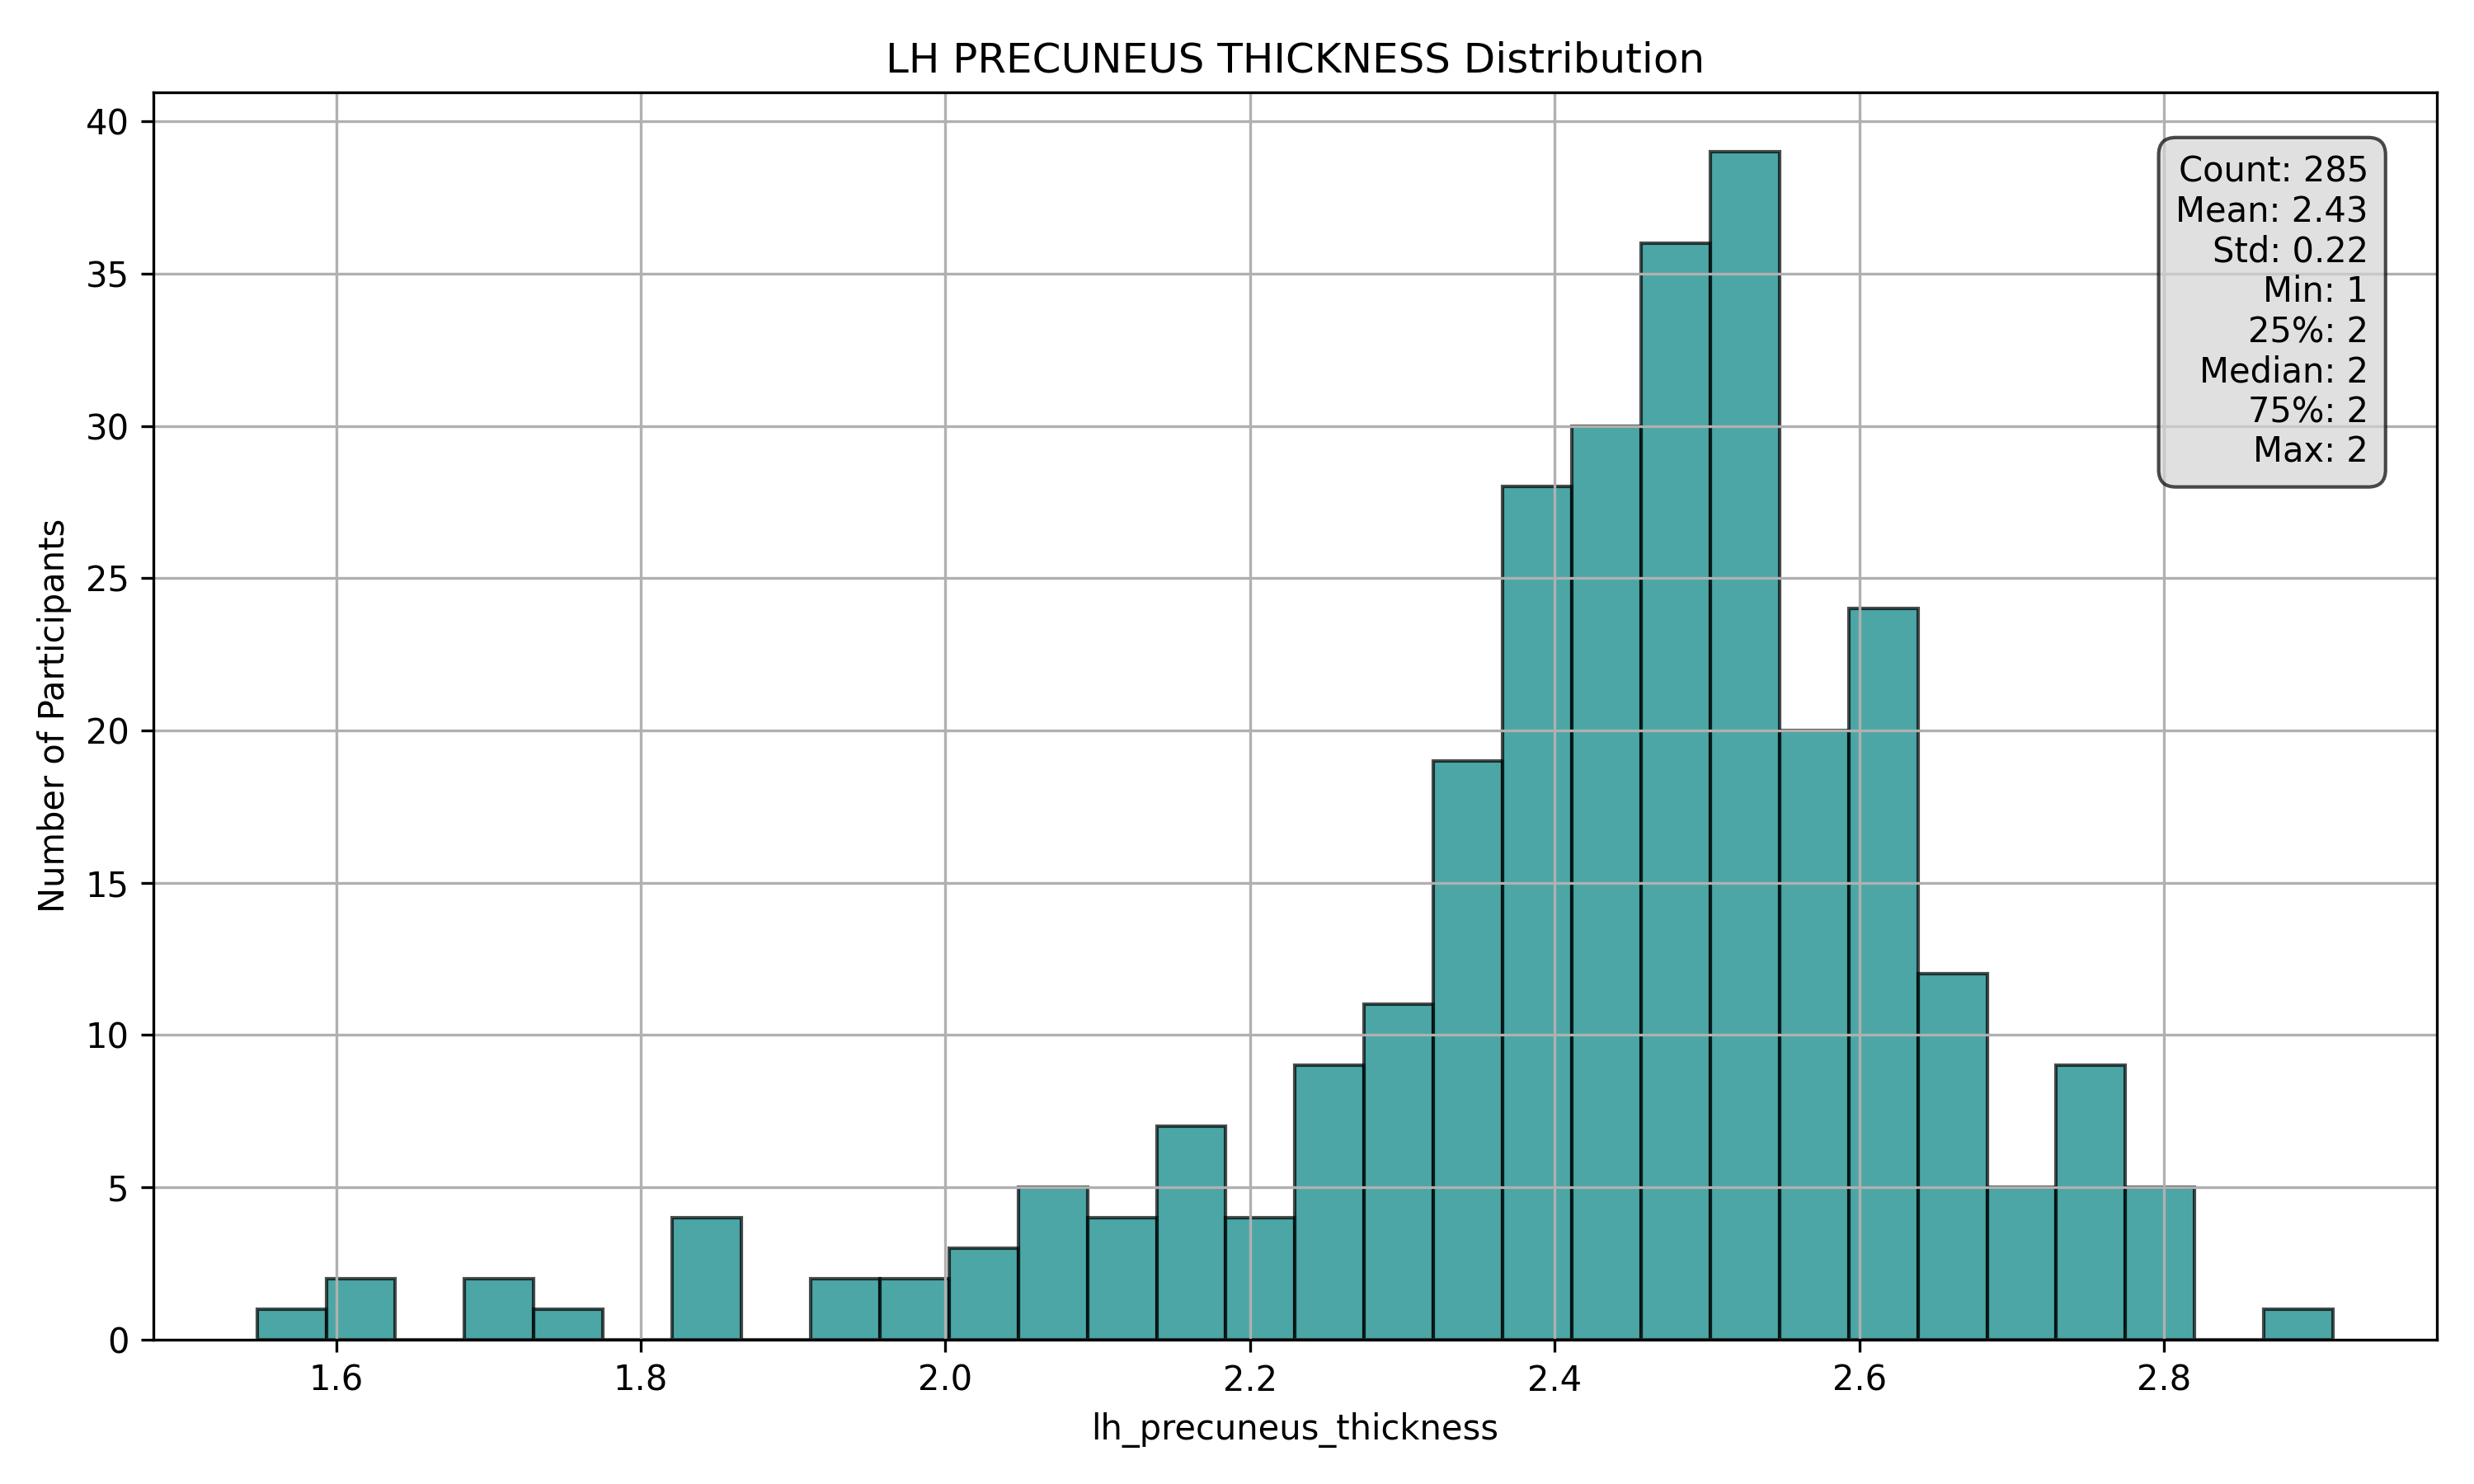 LH PRECUNEUS THICKNESS Distribution
40
35
30
25
20
15
10
5
0
Number of Participants
Count: 285
Mean: 2.43
Std: 0.22
Min: 1
25%: 2
Median: 2
75%: 2
Max: 2
1.6 1.8 2.0 2.2 2.4 2.6 2.8
lh_precuneus_thickness